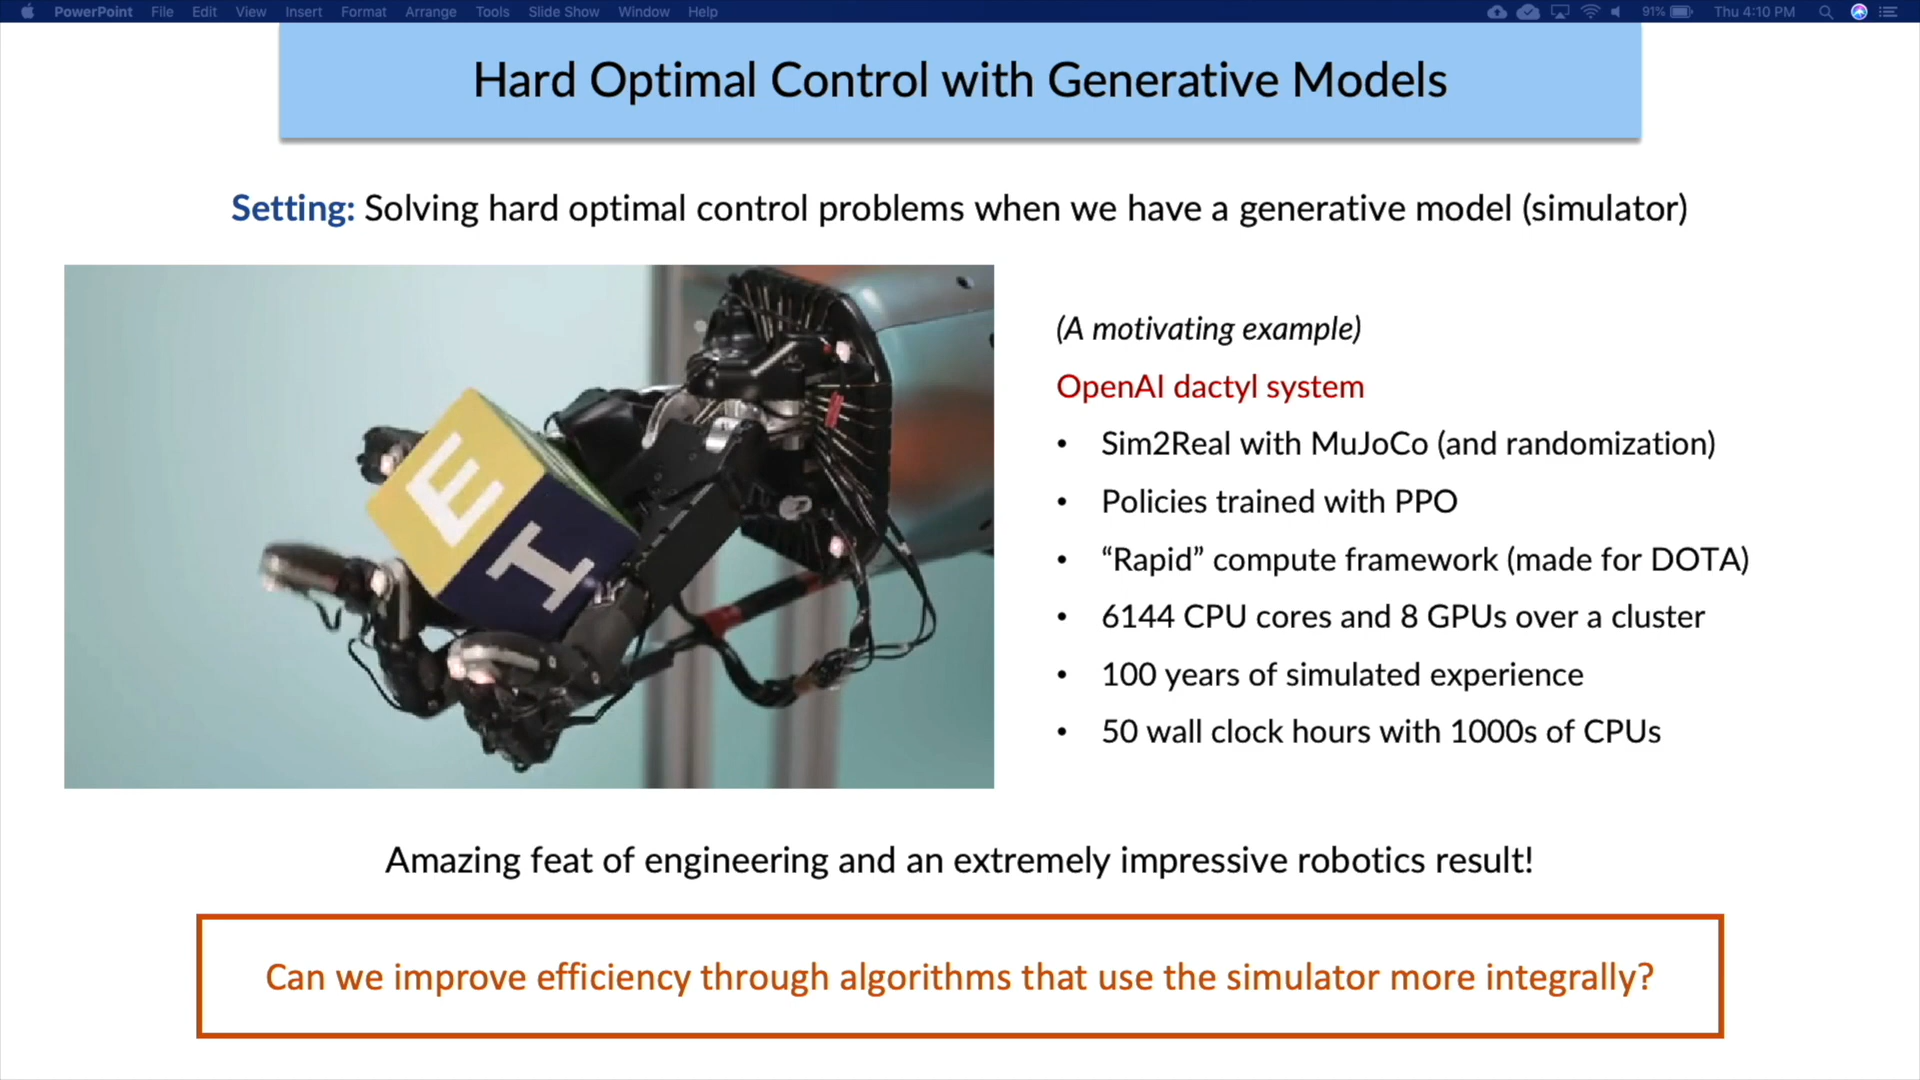 PowerPoint File Edit View Insert Format Arrange Tools Slide Show Window Help 91% Thu 4:10 PM
Hard Optimal Control with Generative Models
Setting: Solving hard optimal control problems when we have a generative model (simulator)
E
I
(A motivating example)
OpenAI dactyl system
• Sim2Real with MuJoCo (and randomization)
• Policies trained with PPO
• “Rapid” compute framework (made for DOTA)
• 6144 CPU cores and 8 GPUs over a cluster
• 100 years of simulated experience
• 50 wall clock hours with 1000s of CPUs
Amazing feat of engineering and an extremely impressive robotics result!
Can we improve efficiency through algorithms that use the simulator more integrally?